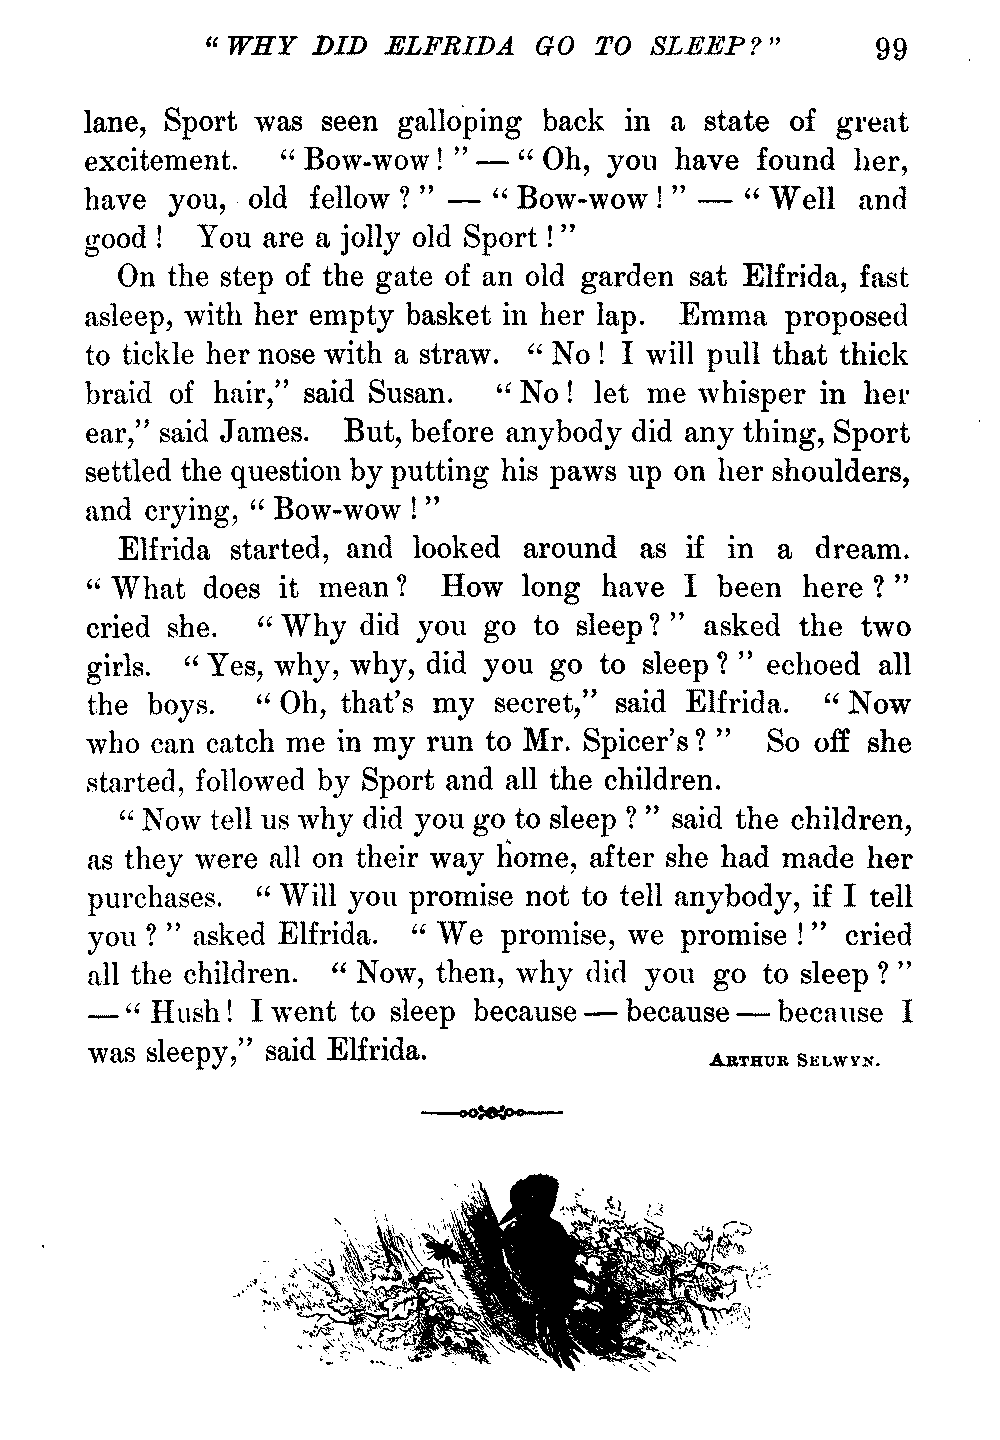 "WHY DID ELFRIDA GO TO SLEEP?" 99
lane, Sport was seen galloping back in a state of great
excitement. "Bow-wow!" — "Oh, you have found her,
have you, old fellow?" — "Bow-wow!" — "Well and
good! You are a jolly old Sport!"
On the step of the gate of an old garden sat Elfrida, fast
asleep, with her empty basket in her lap. Emma proposed
to tickle her nose with a straw. "No! I will pull that thick
braid of hair," said Susan. "No! let me whisper in her
ear," said James. But, before anybody did any thing, Sport
settled the question by putting his paws up on her shoulders,
and crying, "Bow-wow!"
Elfrida started, and looked around as if in a dream.
"What does it mean? How long have I been here?"
cried she. "Why did you go to sleep?" asked the two
girls. "Yes, why, why, did you go to sleep?" echoed all
the boys. "Oh, that's my secret," said Elfrida. "Now
who can catch me in my run to Mr. Spicer's?" So off she
started, followed by Sport and all the children.
"Now tell us why did you go to sleep?" said the children,
as they were all on their way home, after she had made her
purchases. "Will you promise not to tell anybody, if I tell
you?" asked Elfrida. "We promise, we promise!" cried
all the children. "Now, then, why did you go to sleep?"
— "Hush! I went to sleep because — because — because I
was sleepy," said Elfrida. ARTHUR SELWYN.